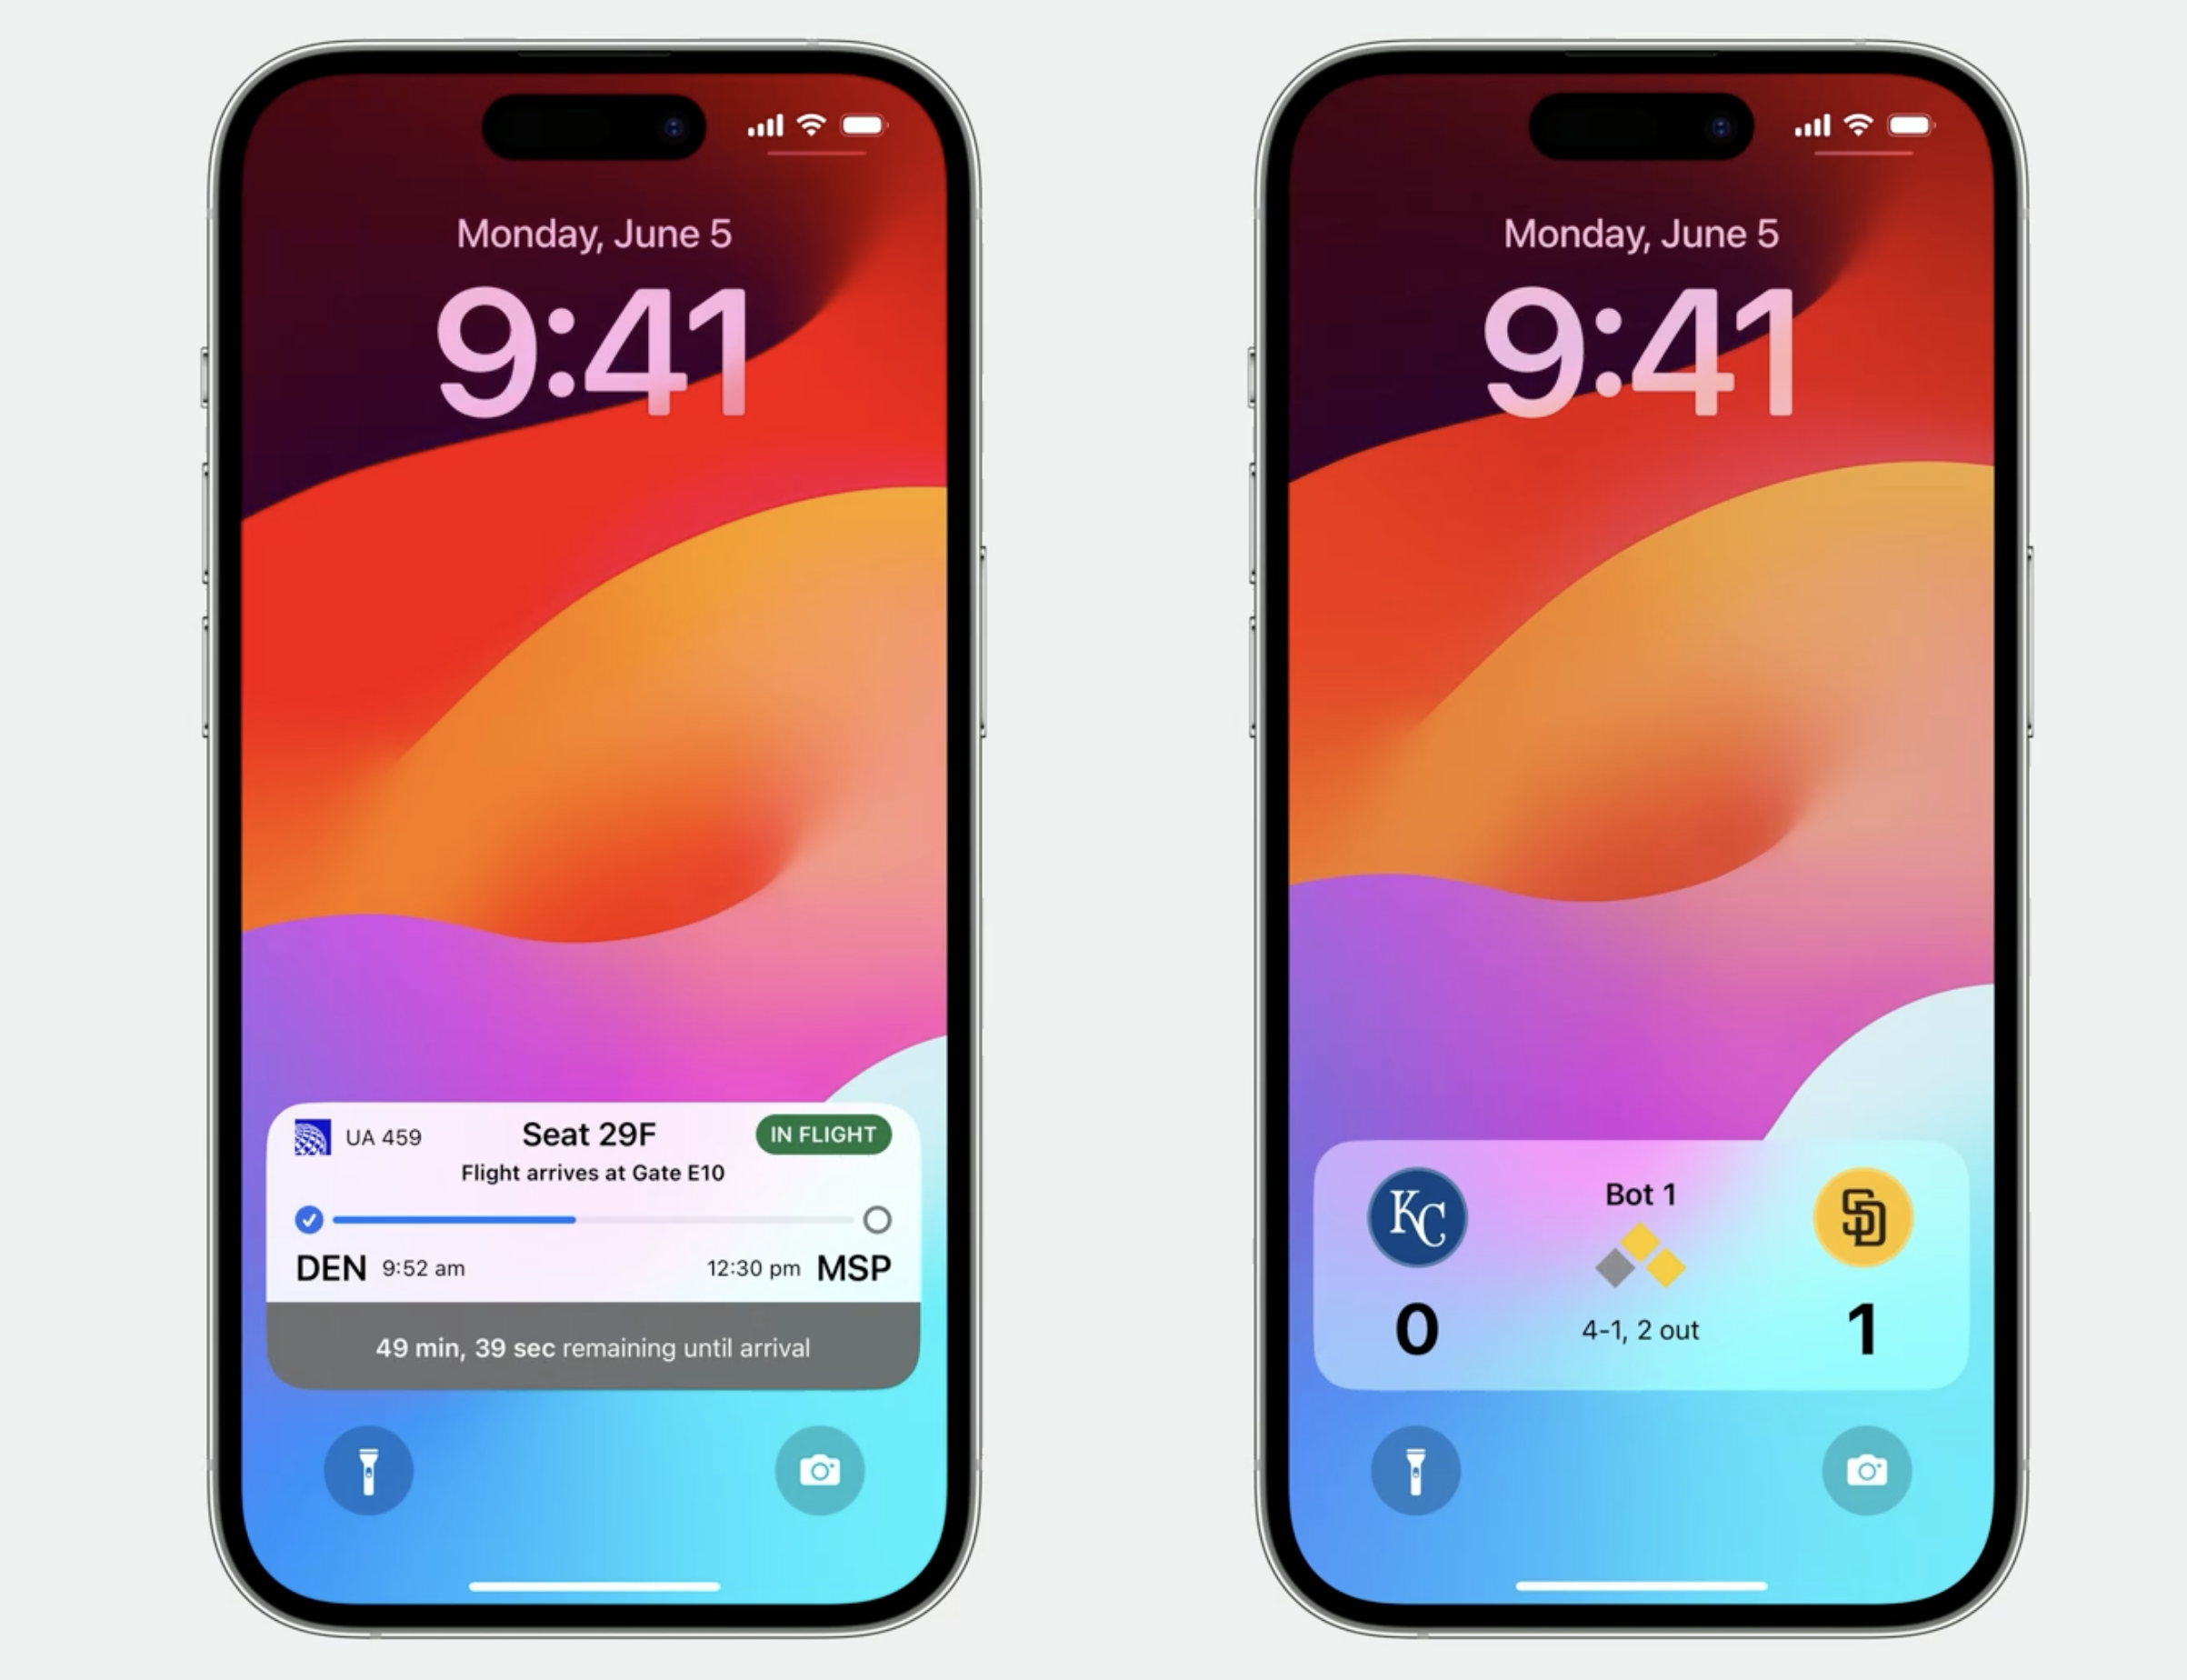 Monday, June 5
9:41
UA 459
Seat 29F
IN FLIGHT
Flight arrives at Gate E10
DEN 9:52 am
12:30 pm MSP
49 min, 39 sec remaining until arrival
Monday, June 5
9:41
KC
Bot 1
SD
0
4-1, 2 out
1